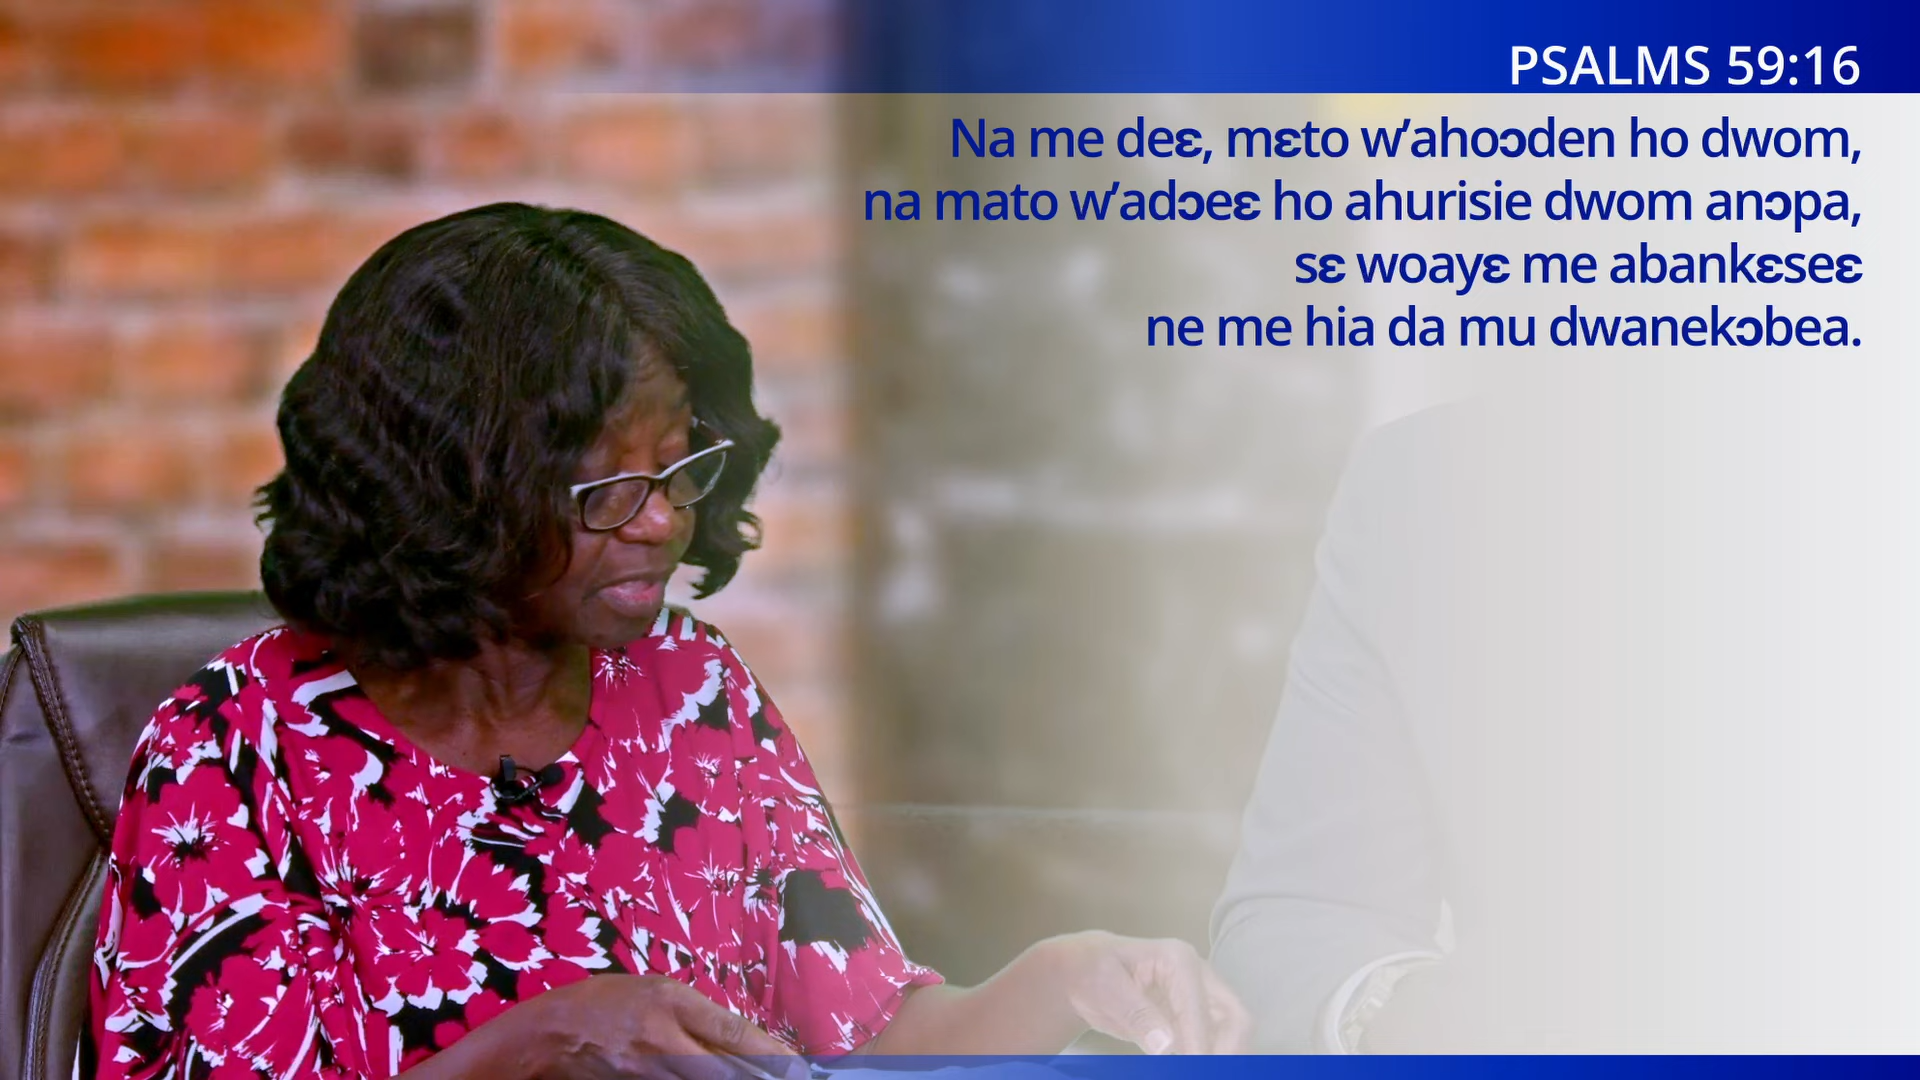 PSALMS 59:16
Na me deɛ, mɛto w’ahoɔden ho dwom,
na mato w’adɔeɛ ho ahurisie dwom anɔpa,
sɛ woayɛ me abankɛseɛ
ne me hia da mu dwanekɔbea.